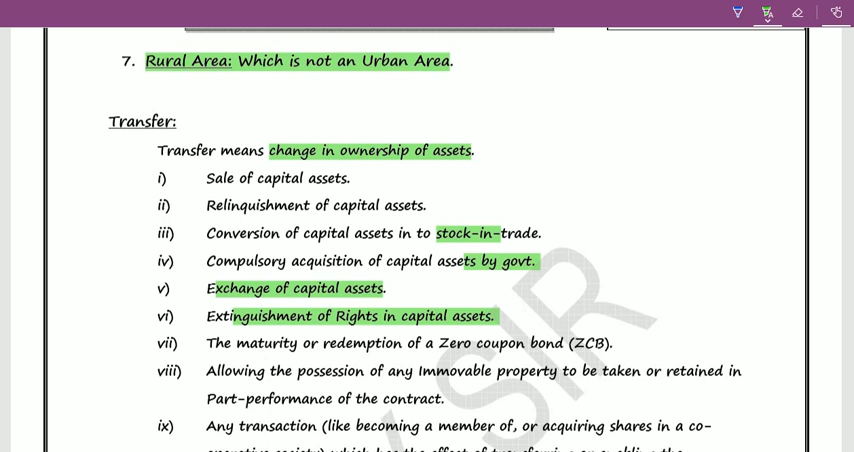 7. Rural Area: Which is not an Urban Area.
Transfer:
Transfer means change in ownership of assets.
i) Sale of capital assets.
ii) Relinquishment of capital assets.
iii) Conversion of capital assets in to stock-in-trade.
iv) Compulsory acquisition of capital assets by govt.
v) Exchange of capital assets.
vi) Extinguishment of Rights in capital assets.
vii) The maturity or redemption of a Zero coupon bond (ZCB).
viii) Allowing the possession of any Immovable property to be taken or retained in
Part-performance of the contract.
ix) Any transaction (like becoming a member of, or acquiring shares in a co-
SIR